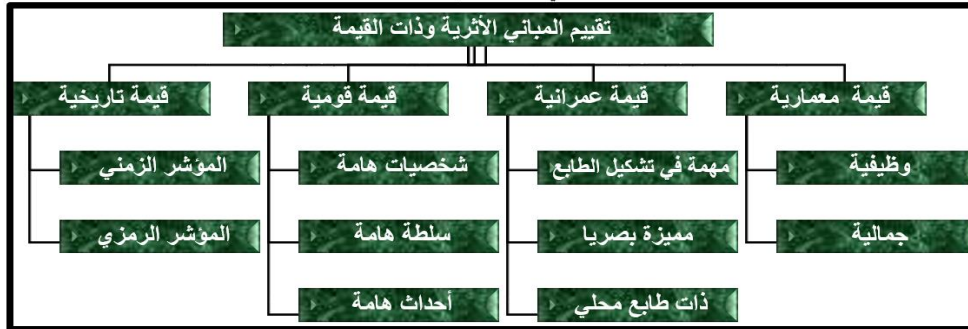 تقييم المباني الأثرية وذات القيمة
قيمة معمارية
قيمة عمرانية
قيمة قومية
قيمة تاريخية
وظيفية
مهمة في تشكيل الطابع
شخصيات هامة
المؤشر الزمني
جمالية
مميزة بصريا
سلطة هامة
المؤشر الرمزي
ذات طابع محلي
أحداث هامة